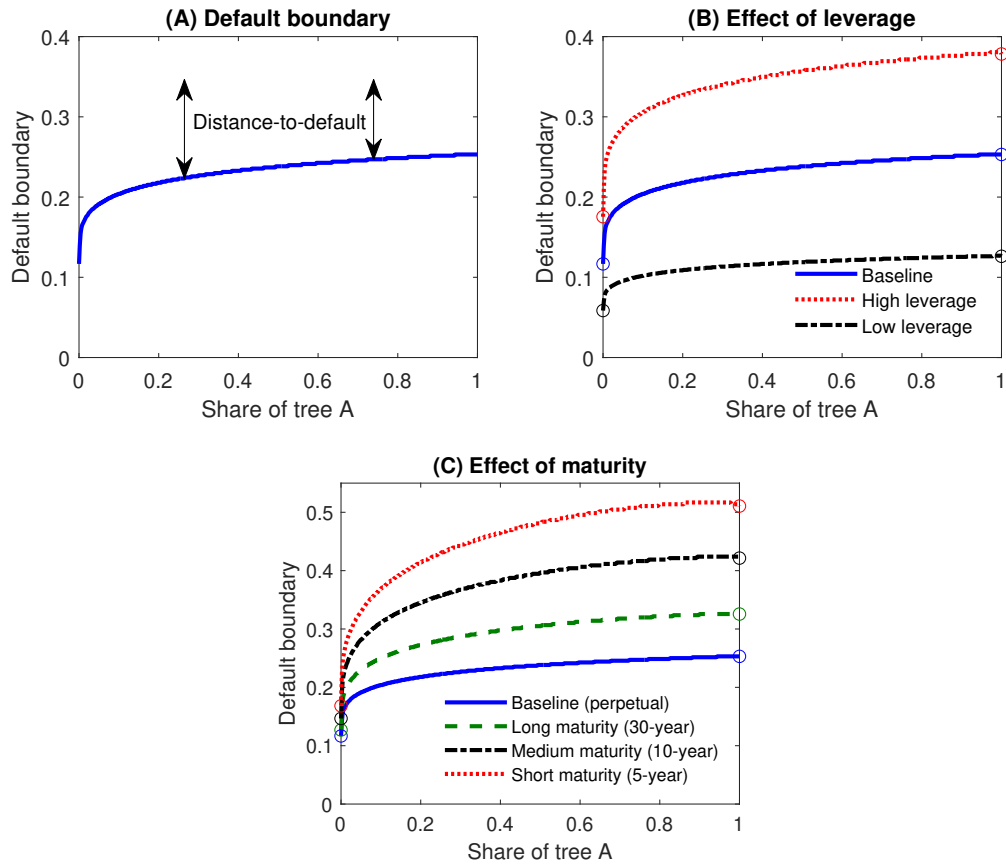 (A) Default boundary
0.4
0.3
0.2
0.1
0
Default boundary
Distance-to-default
0 0.2 0.4 0.6 0.8 1
Share of tree A
(B) Effect of leverage
0.4
0.3
0.2
0.1
0
Default boundary
Baseline
High leverage
Low leverage
0 0.2 0.4 0.6 0.8 1
Share of tree A
(C) Effect of maturity
0.5
0.4
0.3
0.2
0.1
0
Default boundary
Baseline (perpetual)
Long maturity (30-year)
Medium maturity (10-year)
Short maturity (5-year)
0 0.2 0.4 0.6 0.8 1
Share of tree A